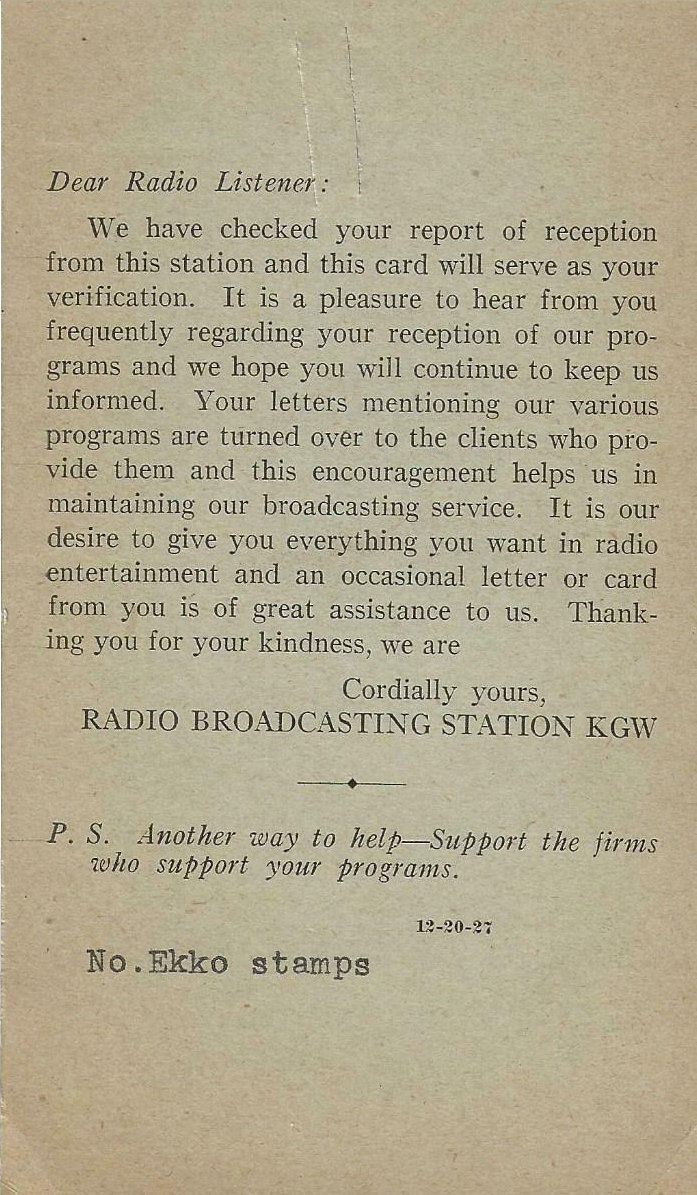 Dear Radio Listener:
We have checked your report of reception
from this station and this card will serve as your
verification. It is a pleasure to hear from you
frequently regarding your reception of our pro-
grams and we hope you will continue to keep us
informed. Your letters mentioning our various
programs are turned over to the clients who pro-
vide them and this encouragement helps us in
maintaining our broadcasting service. It is our
desire to give you everything you want in radio
entertainment and an occasional letter or card
from you is of great assistance to us. Thank-
ing you for your kindness, we are
Cordially yours,
RADIO BROADCASTING STATION KGW
P. S. Another way to help—Support the firms
who support your programs.
12-20-27
No.Ekko stamps